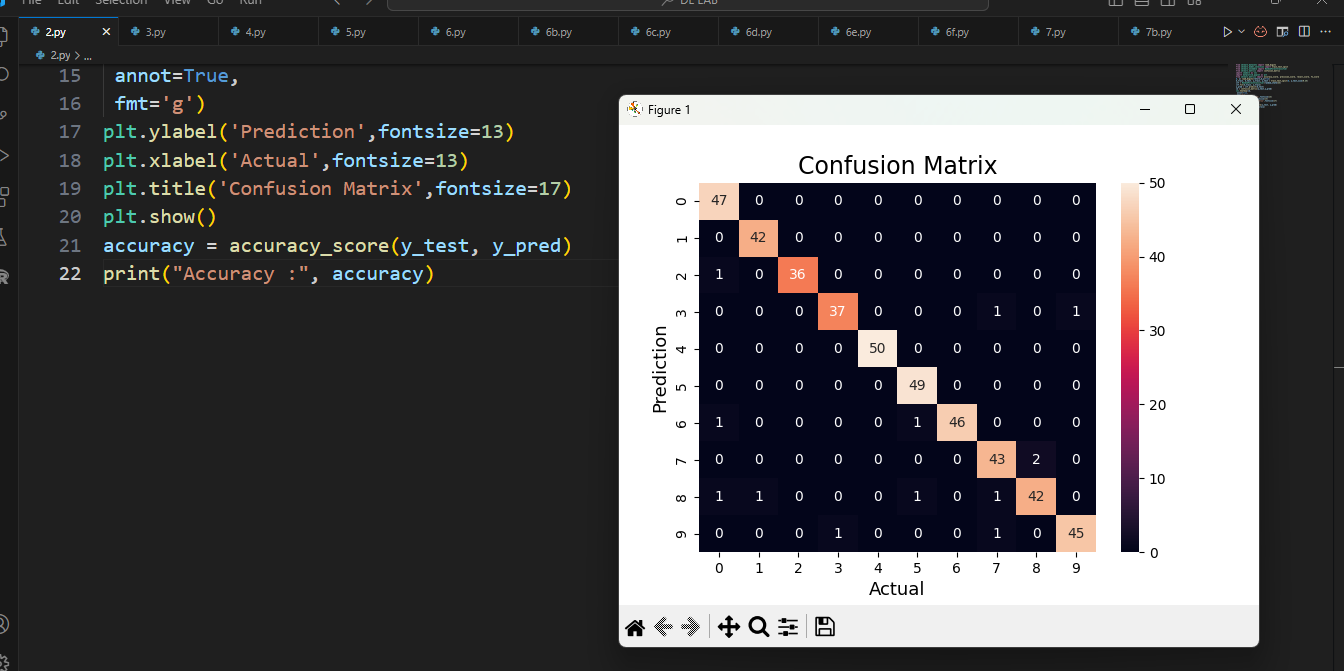 File Edit Selection View Go Run DE LAB
2.py 3.py 4.py 5.py 6.py 6b.py 6c.py 6d.py 6e.py 6f.py 7.py 7b.py
2.py > ...
15 annot=True,
16 fmt='g')
17 plt.ylabel('Prediction',fontsize=13)
18 plt.xlabel('Actual',fontsize=13)
19 plt.title('Confusion Matrix',fontsize=17)
20 plt.show()
21 accuracy = accuracy_score(y_test, y_pred)
22 print("Accuracy :", accuracy)
Figure 1
Confusion Matrix
Prediction
0 47 0 0 0 0 0 0 0 0 0
1 0 42 0 0 0 0 0 0 0 0
2 1 0 36 0 0 0 0 0 0 0
3 0 0 0 37 0 0 0 1 0 1
4 0 0 0 0 50 0 0 0 0 0
5 0 0 0 0 0 49 0 0 0 0
6 1 0 0 0 0 1 46 0 0 0
7 0 0 0 0 0 0 0 43 2 0
8 1 1 0 0 0 1 0 1 42 0
9 0 0 0 1 0 0 0 1 0 45
0 1 2 3 4 5 6 7 8 9
Actual
50
40
30
20
10
0